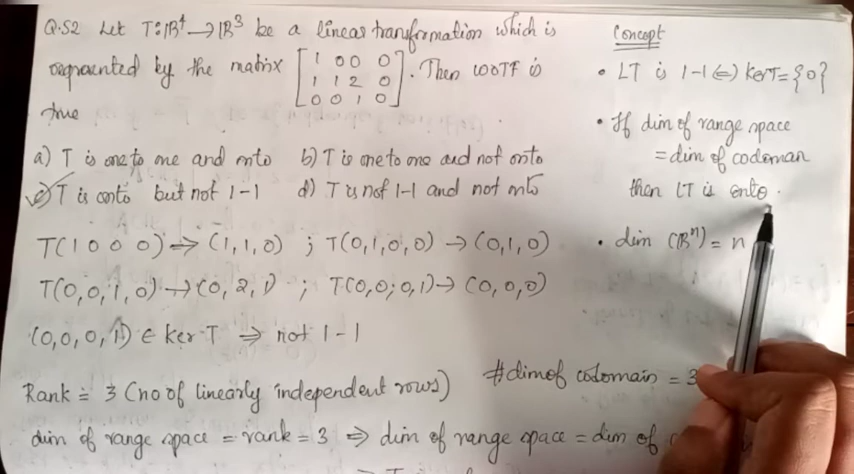 Q.52 Let T:ℝ⁴→ℝ³ be a linear transformation which is
represented by the matrix [1 0 0 0
1 1 2 0
0 0 1 0]. Then WOOTF is
true
a) T is one to one and onto b) T is one to one and not onto
c) T is onto but not 1-1 d) T is not 1-1 and not onto
T(1 0 0 0) → (1,1,0) ; T(0,1,0,0) → (0,1,0)
T(0,0,1,0) → (0,2,1) ; T(0,0,0,1) → (0,0,0)
(0,0,0,1) ∈ Ker T ⇒ not 1-1
Rank = 3 (no of linearly independent rows)
dim of range space = rank = 3 ⇒ dim of range space = dim of
Concept
• LT is 1-1 ⇔ KerT = {0}
• If dim of range space
= dim of codoman
then LT is onto.
• dim (ℝⁿ) = n
# dim of codomain = 3